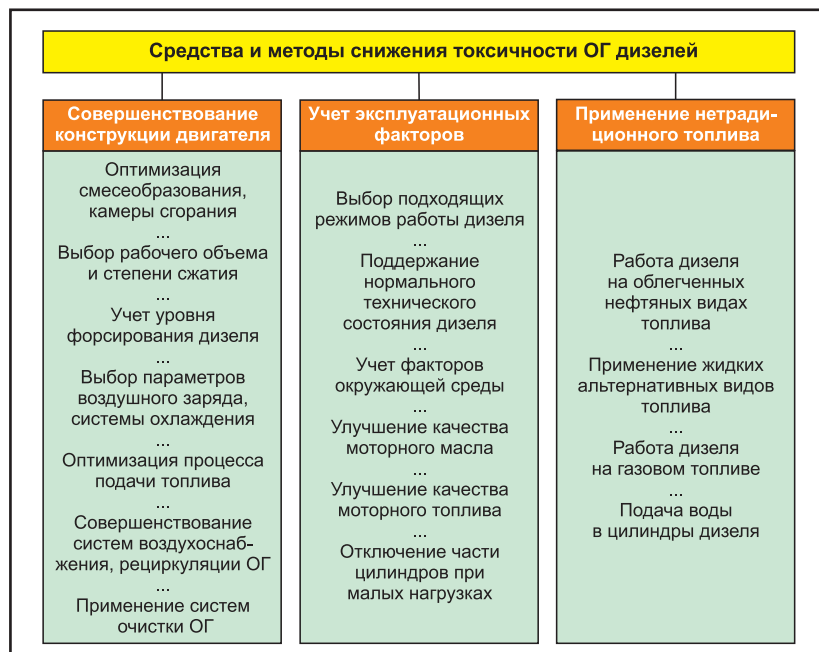 Средства и методы снижения токсичности ОГ дизелей
Совершенствование
конструкции двигателя
Оптимизация
смесеобразования,
камеры сгорания
...
Выбор рабочего объема
и степени сжатия
...
Учет уровня
форсирования дизеля
...
Выбор параметров
воздушного заряда,
системы охлаждения
...
Оптимизация процесса
подачи топлива
...
Совершенствование
систем воздухоснаб-
жения, рециркуляции ОГ
...
Применение систем
очистки ОГ
Учет эксплуатационных
факторов
Выбор подходящих
режимов работы дизеля
...
Поддержание
нормального
технического
состояния дизеля
...
Учет факторов
окружающей среды
...
Улучшение качества
моторного масла
...
Улучшение качества
моторного топлива
...
Отключение части
цилиндров при
малых нагрузках
Применение нетради-
ционного топлива
Работа дизеля
на облегченных
нефтяных видах
топлива
...
Применение жидких
альтернативных видов
топлива
...
Работа дизеля
на газовом топливе
...
Подача воды
в цилиндры дизеля